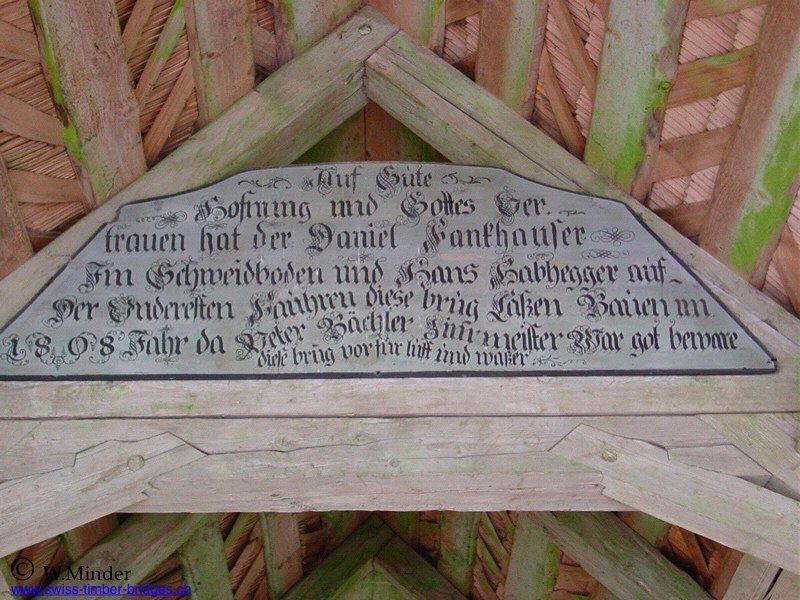 Auf Güte
Hofnung und Gottes Ver.
trauen hat der Daniel Fankhauser
Im Schweidboden und Hans Habhegger auf
Der Underesten Fauhren diese brüg Laßen Bauen im
1808 Jahr da Peter Bächler Zimmeister War got beware
diese brüg vor für luft und waßer
© W.Minder
www.swiss-timber-bridges.ch